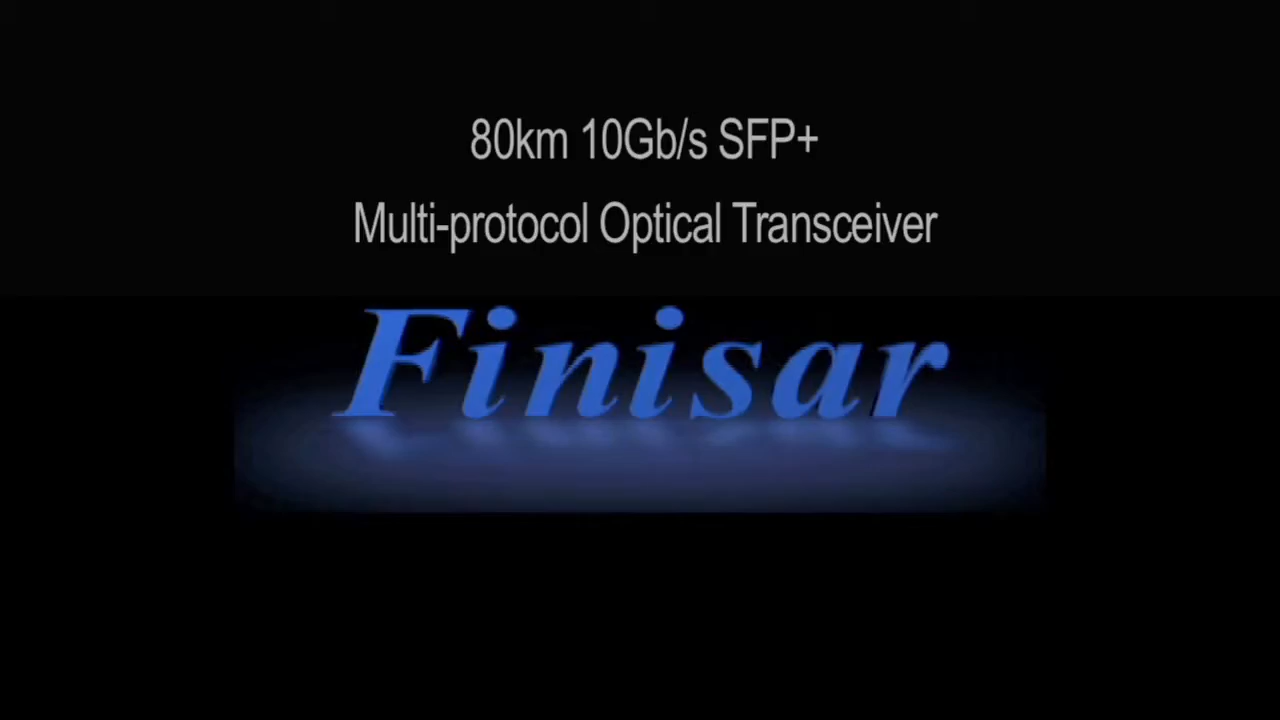 80km 10Gb/s SFP+
Multi-protocol Optical Transceiver
Finisar